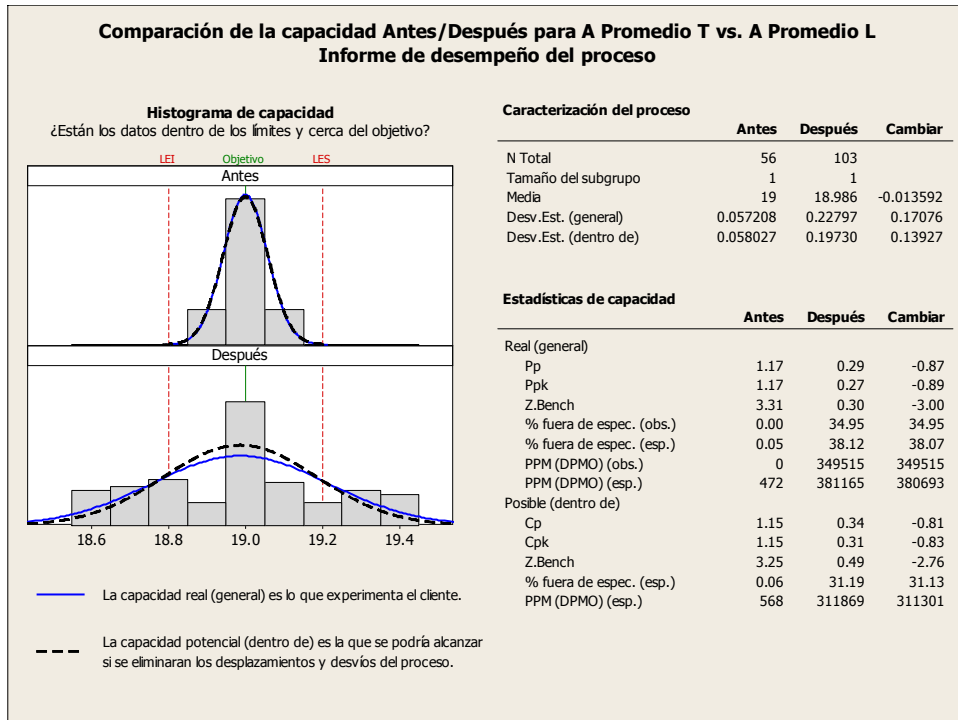 Comparación de la capacidad Antes/Después para A Promedio T vs. A Promedio L
Informe de desempeño del proceso
Histograma de capacidad
¿Están los datos dentro de los límites y cerca del objetivo?
LEI Objetivo LES
Antes
Después
18.6 18.8 19.0 19.2 19.4
La capacidad real (general) es lo que experimenta el cliente.
La capacidad potencial (dentro de) es la que se podría alcanzar
si se eliminaran los desplazamientos y desvíos del proceso.
Caracterización del proceso
Antes Después Cambiar
N Total 56 103
Tamaño del subgrupo 1 1
Media 19 18.986 -0.013592
Desv.Est. (general) 0.057208 0.22797 0.17076
Desv.Est. (dentro de) 0.058027 0.19730 0.13927
Estadísticas de capacidad
Antes Después Cambiar
Real (general)
Pp 1.17 0.29 -0.87
Ppk 1.17 0.27 -0.89
Z.Bench 3.31 0.30 -3.00
% fuera de espec. (obs.) 0.00 34.95 34.95
% fuera de espec. (esp.) 0.05 38.12 38.07
PPM (DPMO) (obs.) 0 349515 349515
PPM (DPMO) (esp.) 472 381165 380693
Posible (dentro de)
Cp 1.15 0.34 -0.81
Cpk 1.15 0.31 -0.83
Z.Bench 3.25 0.49 -2.76
% fuera de espec. (esp.) 0.06 31.19 31.13
PPM (DPMO) (esp.) 568 311869 311301